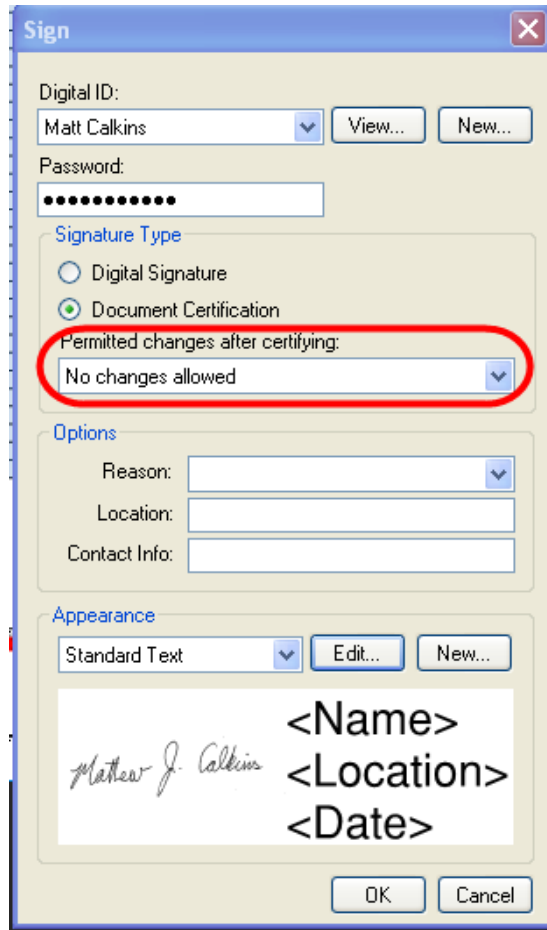 Sign
Digital ID:
Matt Calkins View... New...
Password:
•••••••••••
Signature Type
Digital Signature
Document Certification
Permitted changes after certifying:
No changes allowed
Options
Reason:
Location:
Contact Info:
Appearance
Standard Text Edit... New...
Mathew J. Calkins
<Name>
<Location>
<Date>
OK Cancel